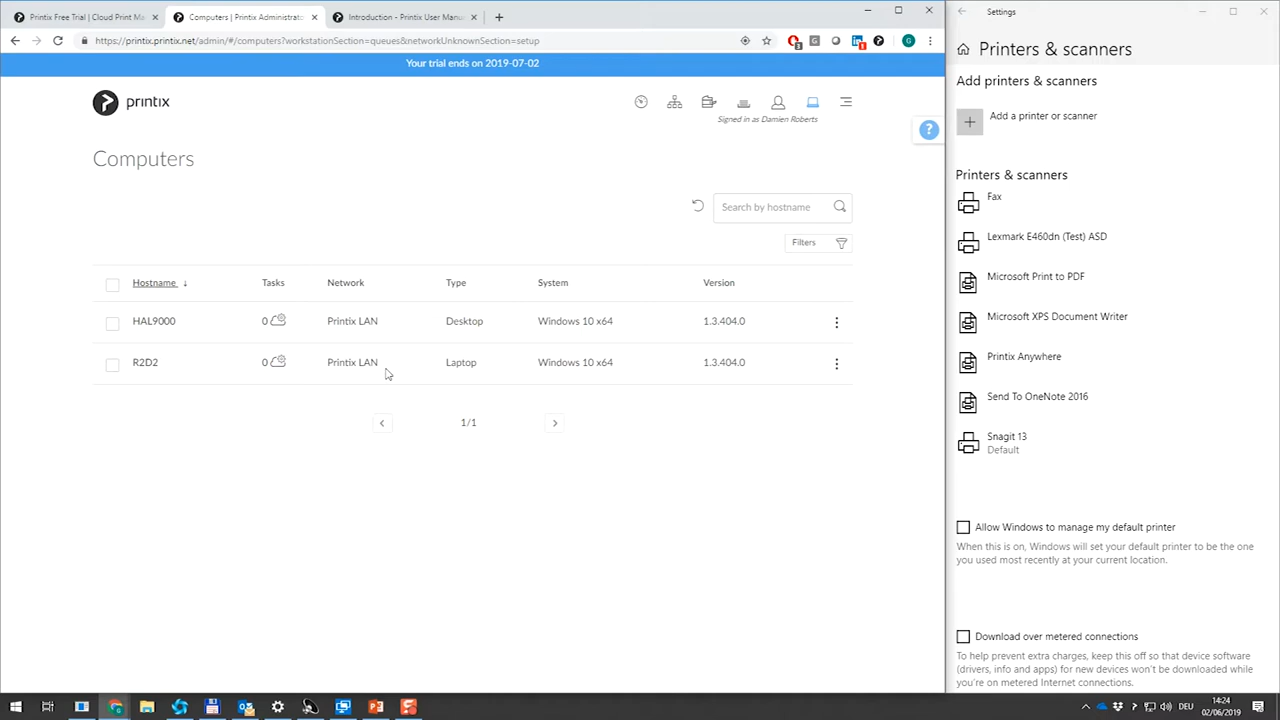 Printix Free Trial | Cloud Print Ma
Computers | Printix Administrato
Introduction - Printix User Manu
https://printix.printix.net/admin/#/computers?workstationSection=queues&networkUnknownSection=setup
Your trial ends on 2019-07-02
printix
Signed in as Damien Roberts
?
Computers
Search by hostname
Filters
Hostname ↓ Tasks Network Type System Version
HAL9000 0 Printix LAN Desktop Windows 10 x64 1.3.404.0
R2D2 0 Printix LAN Laptop Windows 10 x64 1.3.404.0
1/1
Settings
Printers & scanners
Add printers & scanners
Add a printer or scanner
Printers & scanners
Fax
Lexmark E460dn (Test) ASD
Microsoft Print to PDF
Microsoft XPS Document Writer
Printix Anywhere
Send To OneNote 2016
Snagit 13
Default
Allow Windows to manage my default printer
When this is on, Windows will set your default printer to be the one
you used most recently at your current location.
Download over metered connections
To help prevent extra charges, keep this off so that device software
(drivers, info and apps) for new devices won't be downloaded while
you're on metered Internet connections.
DEU
14:24
02/06/2019